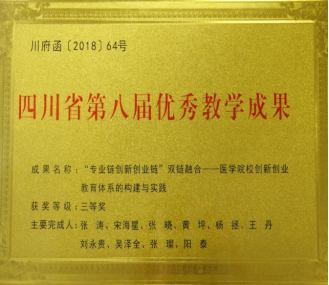 川府函〔2018〕64号
四川省第八届优秀教学成果
成果名称：“专业链创新创业链”双链融合——医学院校创新创业
教育体系的构建与实践
获奖等级：三等奖
主要完成人：张 涛、宋海星、张 晓、黄 坪、杨 拯、王 丹
刘永贵、吴泽全、张 璨、阳 泰